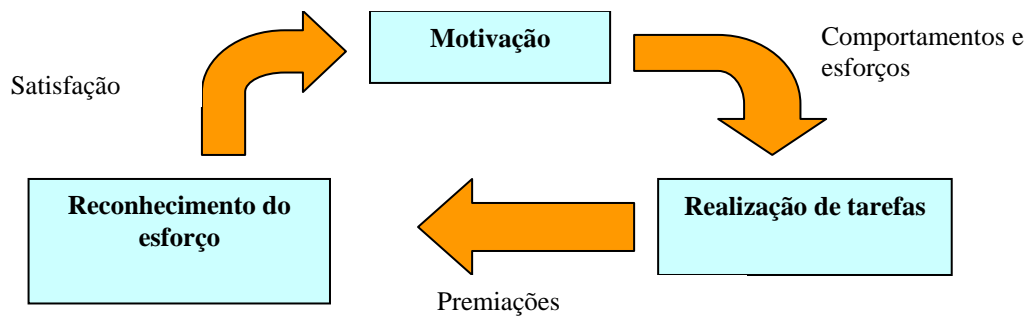 Motivação
Comportamentos e
esforços
Satisfação
Reconhecimento do
esforço
Realização de tarefas
Premiações